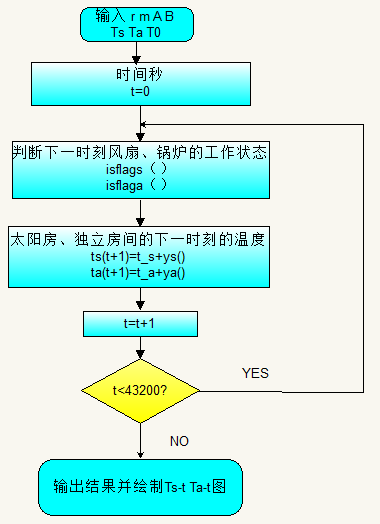 输入 r m A B
Ts Ta T0
时间秒
t=0
判断下一时刻风扇、锅炉的工作状态
isflags（ ）
isflaga（ ）
太阳房、独立房间的下一时刻的温度
ts(t+1)=t_s+ys()
ta(t+1)=t_a+ya()
t=t+1
t<43200?
YES
NO
输出结果并绘制Ts-t Ta-t图